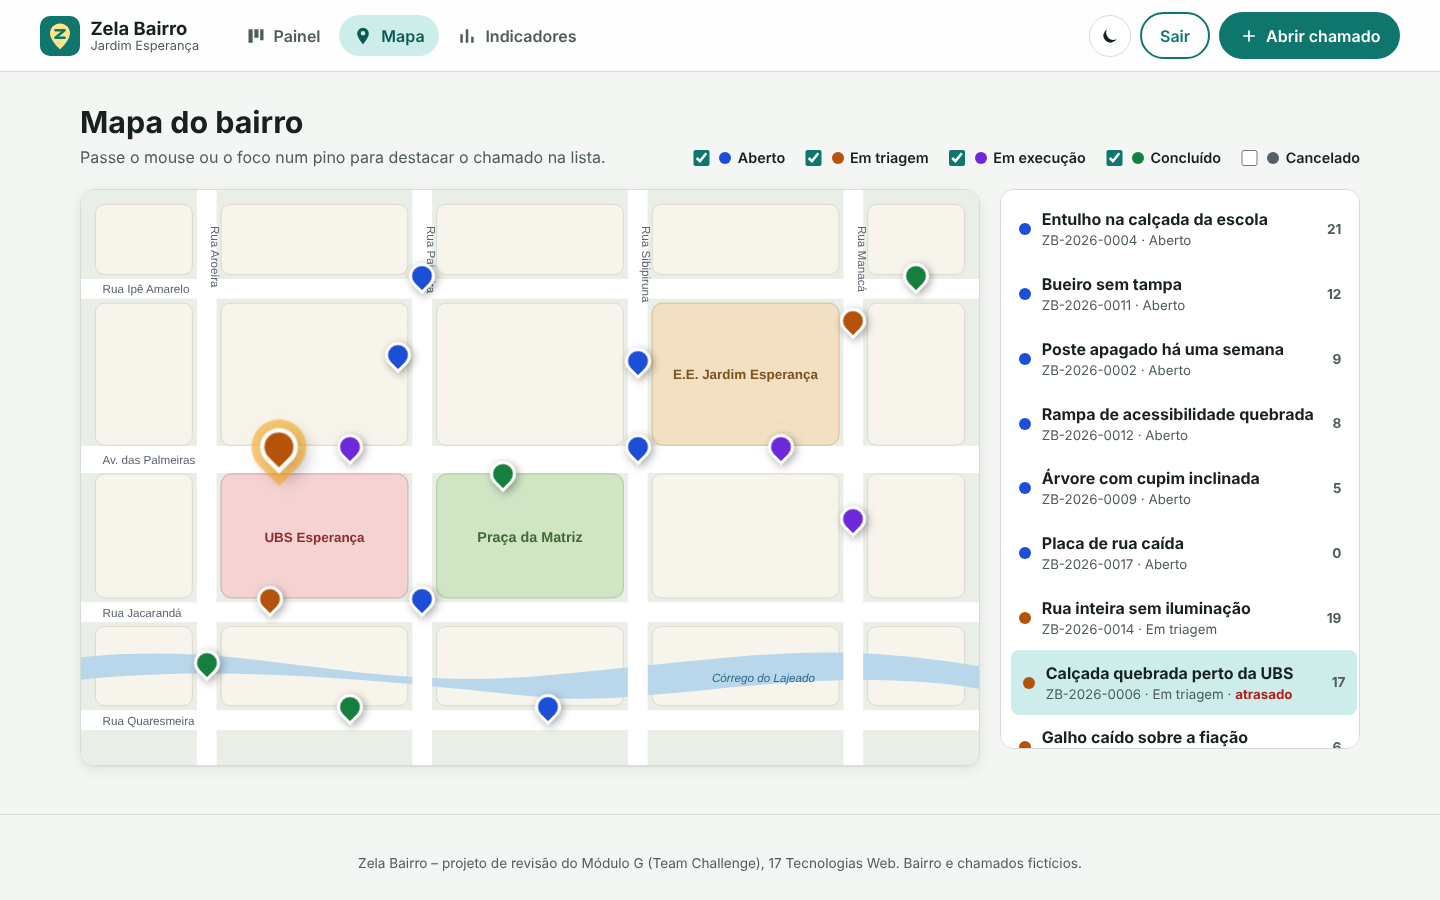 Zela Bairro
Jardim Esperança
Painel
Mapa
Indicadores
Sair
Abrir chamado
Mapa do bairro
Passe o mouse ou o foco num pino para destacar o chamado na lista.
Aberto
Em triagem
Em execução
Concluído
Cancelado
Rua Aroeira
Rua Sibipiruna
Rua Manacá
Rua Ipê Amarelo
E.E. Jardim Esperança
Av. das Palmeiras
UBS Esperança
Praça da Matriz
Rua Jacarandá
Córrego do Lajeado
Rua Quaresmeira
Entulho na calçada da escola 21
ZB-2026-0004 · Aberto
Bueiro sem tampa 12
ZB-2026-0011 · Aberto
Poste apagado há uma semana 9
ZB-2026-0002 · Aberto
Rampa de acessibilidade quebrada 8
ZB-2026-0012 · Aberto
Árvore com cupim inclinada 5
ZB-2026-0009 · Aberto
Placa de rua caída 0
ZB-2026-0017 · Aberto
Rua inteira sem iluminação 19
ZB-2026-0014 · Em triagem
Calçada quebrada perto da UBS 17
ZB-2026-0006 · Em triagem · atrasado
Galho caído sobre a fiação 6
Zela Bairro – projeto de revisão do Módulo G (Team Challenge), 17 Tecnologias Web. Bairro e chamados fictícios.